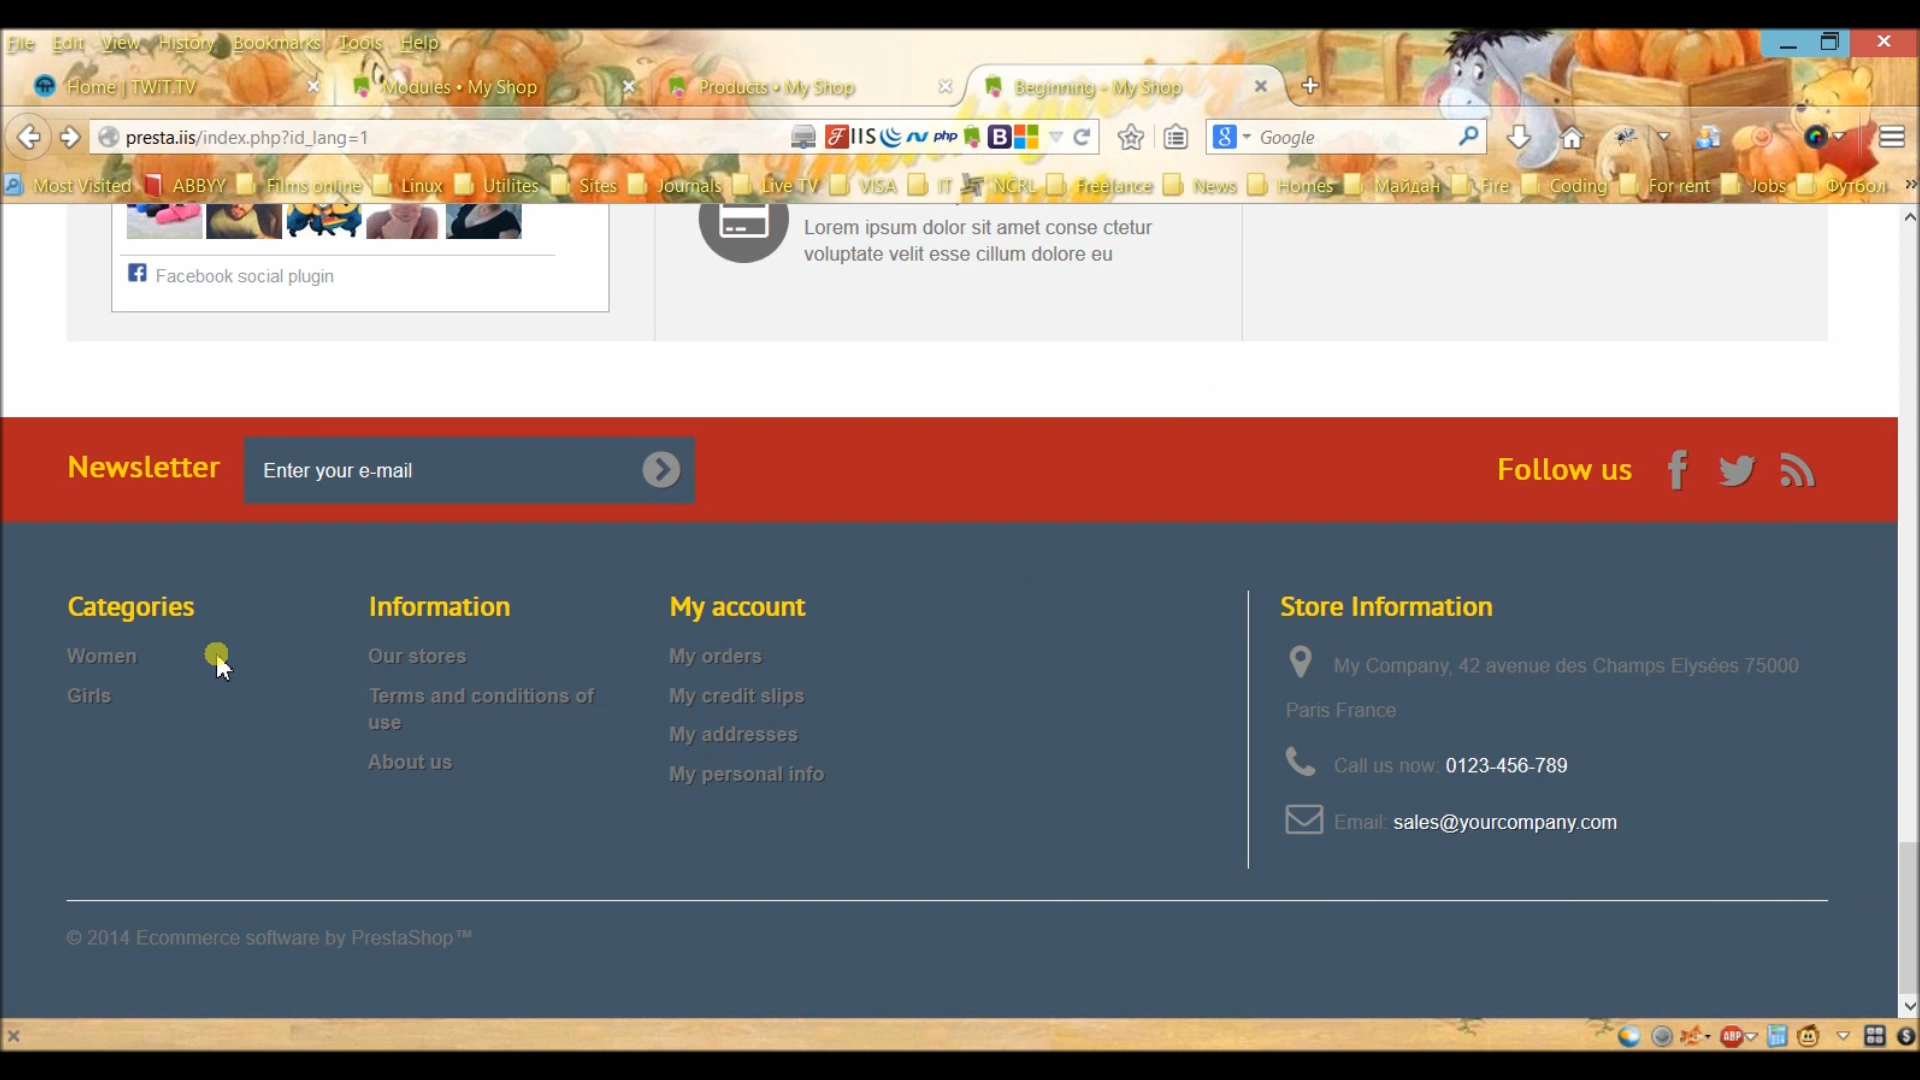 File Edit View History Bookmarks Tools Help
Home | TWiT.TV
Modules • My Shop
Products • My Shop
Beginning - My Shop
presta.iis/index.php?id_lang=1
IIS
php
B
Google
Most Visited ABBYY Films online Linux Utilites Sites Journals Live TV VISA IT NCRL Freelance News Homes Майдан Fire Coding For rent Jobs Футбол
Lorem ipsum dolor sit amet conse ctetur
voluptate velit esse cillum dolore eu
Facebook social plugin
Newsletter
Enter your e-mail
Follow us
Categories
Women
Girls
Information
Our stores
Terms and conditions of
use
About us
My account
My orders
My credit slips
My addresses
My personal info
Store Information
My Company, 42 avenue des Champs Elysées 75000
Paris France
Call us now: 0123-456-789
Email: sales@yourcompany.com
© 2014 Ecommerce software by PrestaShop™
ABP